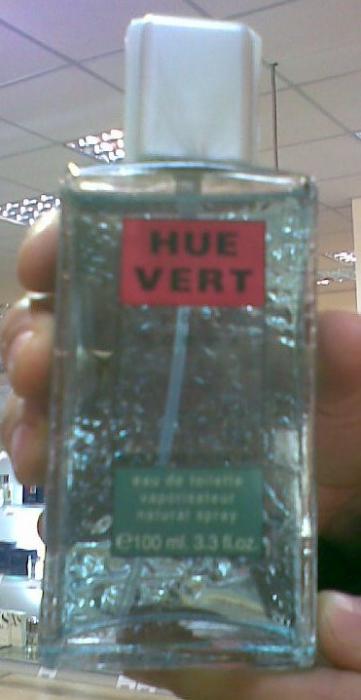 HUE
VERT
eau de toilette
vaporisateur
natural spray
℮100 ml. 3.3 fl.oz.